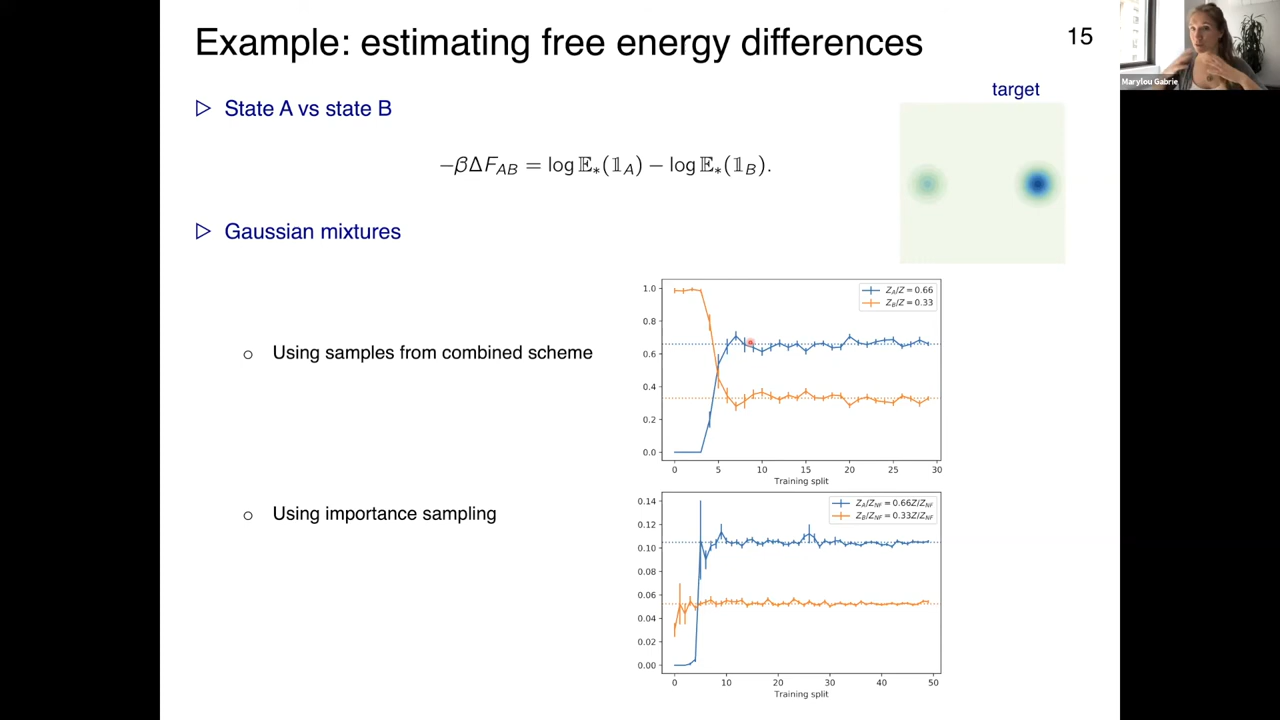 Example: estimating free energy differences
15
Marylou Gabrie
▷ State A vs state B
target
−βΔF_AB = log 𝔼_*(𝟙_A) − log 𝔼_*(𝟙_B).
▷ Gaussian mixtures
○ Using samples from combined scheme
1.0
0.8
0.6
0.4
0.2
0.0
Z_A/Z = 0.66
Z_B/Z = 0.33
0 5 10 15 20 25 30
Training split
○ Using importance sampling
0.14
0.12
0.10
0.08
0.06
0.04
0.02
0.00
Z_A/Z_NF = 0.66Z/Z_NF
Z_B/Z_NF = 0.33Z/Z_NF
0 10 20 30 40 50
Training split